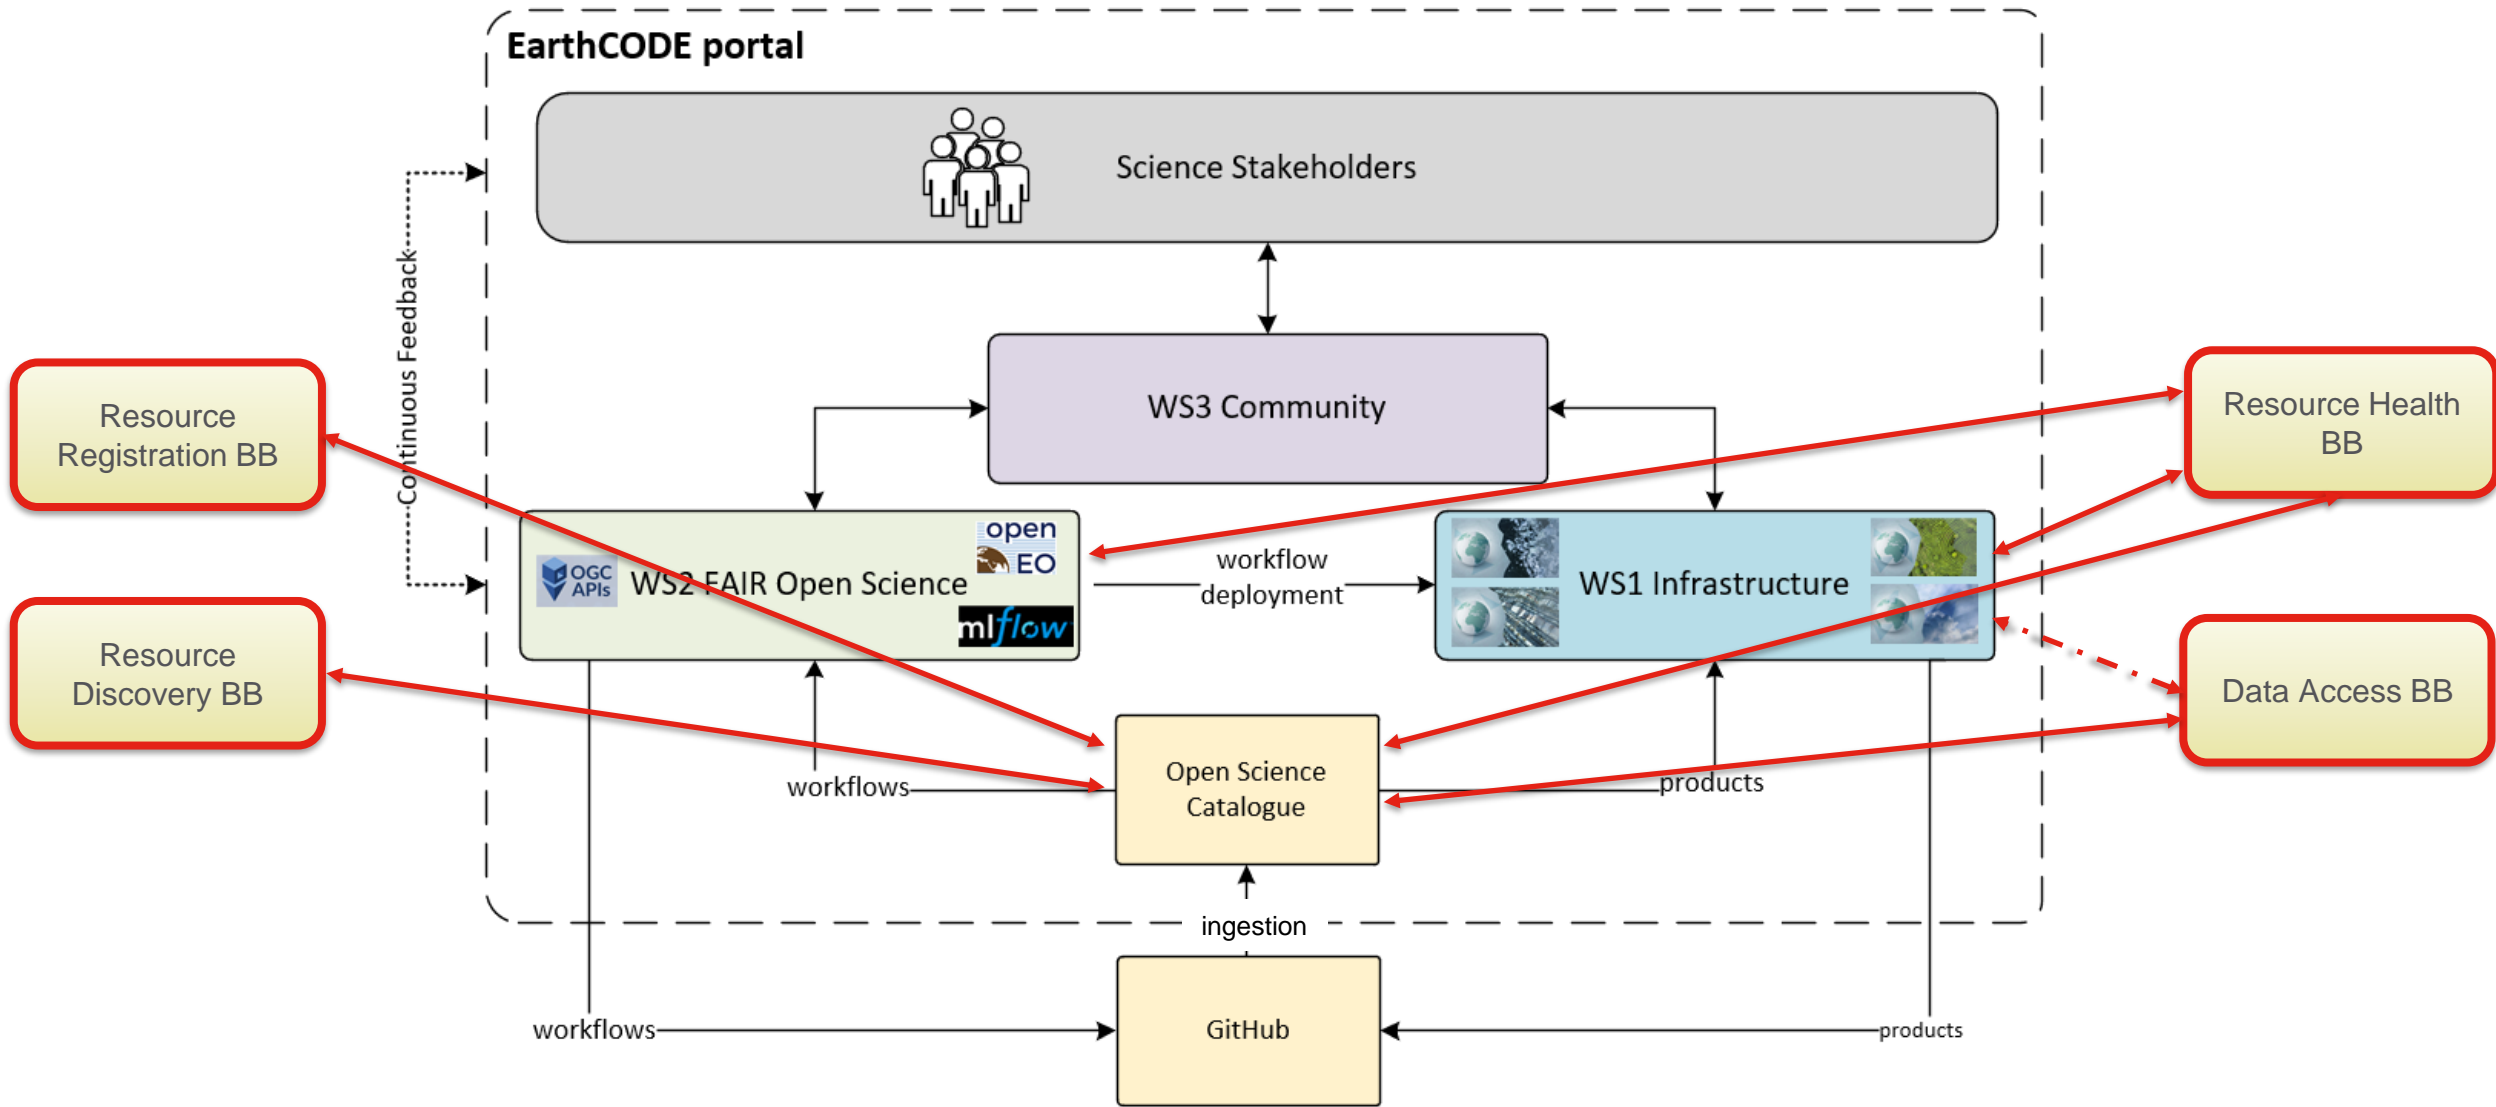 EarthCODE portal
Science Stakeholders
Continuous Feedback
WS3 Community
Resource
Registration BB
Resource Health
BB
open
EO
OGC
APIs
WS2 FAIR Open Science
mlflow
workflow
deployment
WS1 Infrastructure
Resource
Discovery BB
Data Access BB
workflows
Open Science
Catalogue
products
ingestion
workflows
GitHub
products